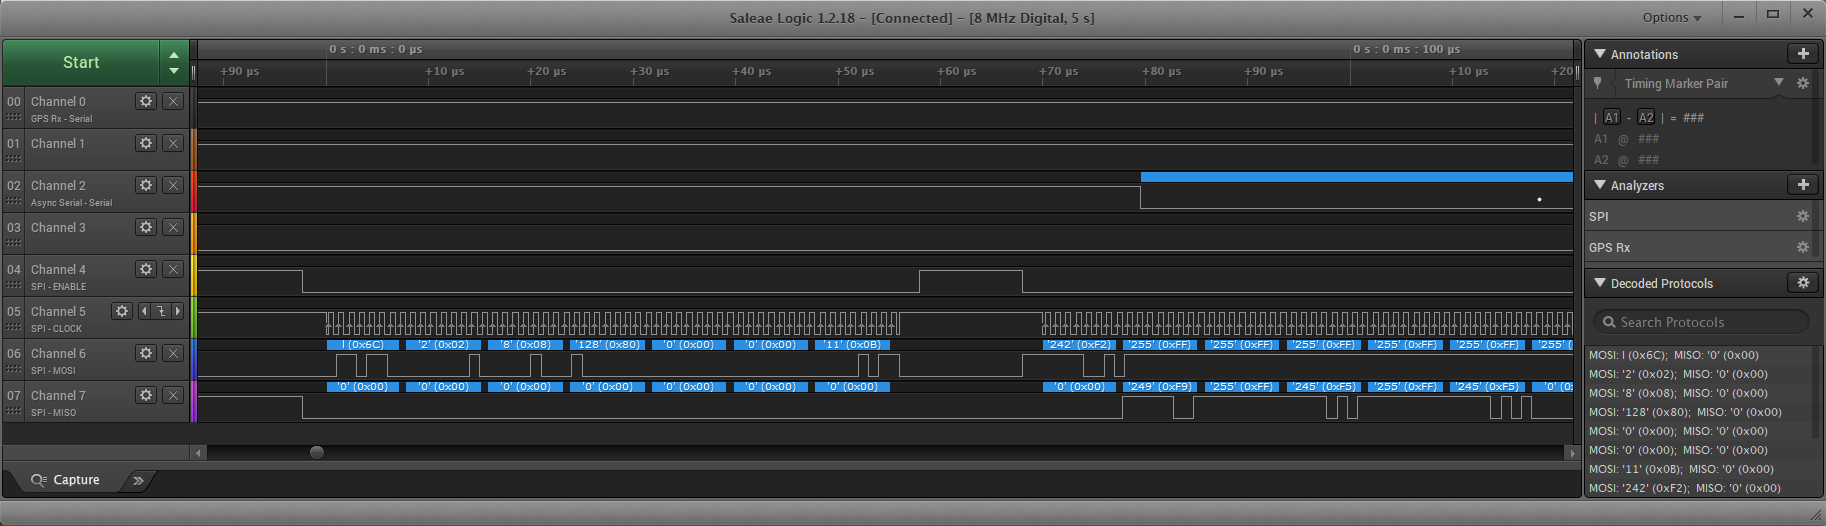 Saleae Logic 1.2.18 - [Connected] - [8 MHz Digital, 5 s]
Options
Start
0 s : 0 ms : 0 µs
0 s : 0 ms : 100 µs
+90 µs +10 µs +20 µs +30 µs +40 µs +50 µs +60 µs +70 µs +80 µs +90 µs +10 µs +20
00 Channel 0
GPS Rx - Serial
01 Channel 1
02 Channel 2
Async Serial - Serial
03 Channel 3
04 Channel 4
SPI - ENABLE
05 Channel 5
SPI - CLOCK
06 Channel 6
SPI - MOSI
l (0x6C) '2' (0x02) '8' (0x08) '128' (0x80) '0' (0x00) '0' (0x00) '11' (0x0B) '242' (0xF2) '255' (0xFF) '255' (0xFF) '255' (0xFF) '255' (0xFF) '255' (0xFF) '255' (
07 Channel 7
SPI - MISO
'0' (0x00) '0' (0x00) '0' (0x00) '0' (0x00) '0' (0x00) '0' (0x00) '0' (0x00) '0' (0x00) '249' (0xF9) '255' (0xFF) '245' (0xF5) '255' (0xFF) '245' (0xF5) '0' (0x
Capture
Annotations
Timing Marker Pair
| A1 - A2 | = ###
A1 @ ###
A2 @ ###
Analyzers
SPI
GPS Rx
Decoded Protocols
Search Protocols
MOSI: l (0x6C); MISO: '0' (0x00)
MOSI: '2' (0x02); MISO: '0' (0x00)
MOSI: '8' (0x08); MISO: '0' (0x00)
MOSI: '128' (0x80); MISO: '0' (0x00)
MOSI: '0' (0x00); MISO: '0' (0x00)
MOSI: '0' (0x00); MISO: '0' (0x00)
MOSI: '11' (0x0B); MISO: '0' (0x00)
MOSI: '242' (0xF2); MISO: '0' (0x00)